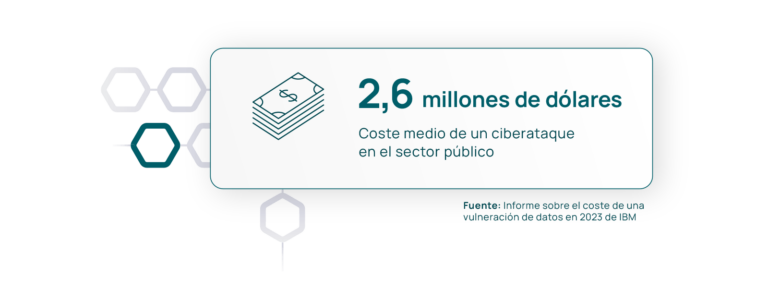 2,6 millones de dólares
Coste medio de un ciberataque
en el sector público
Fuente: Informe sobre el coste de una
vulneración de datos en 2023 de IBM